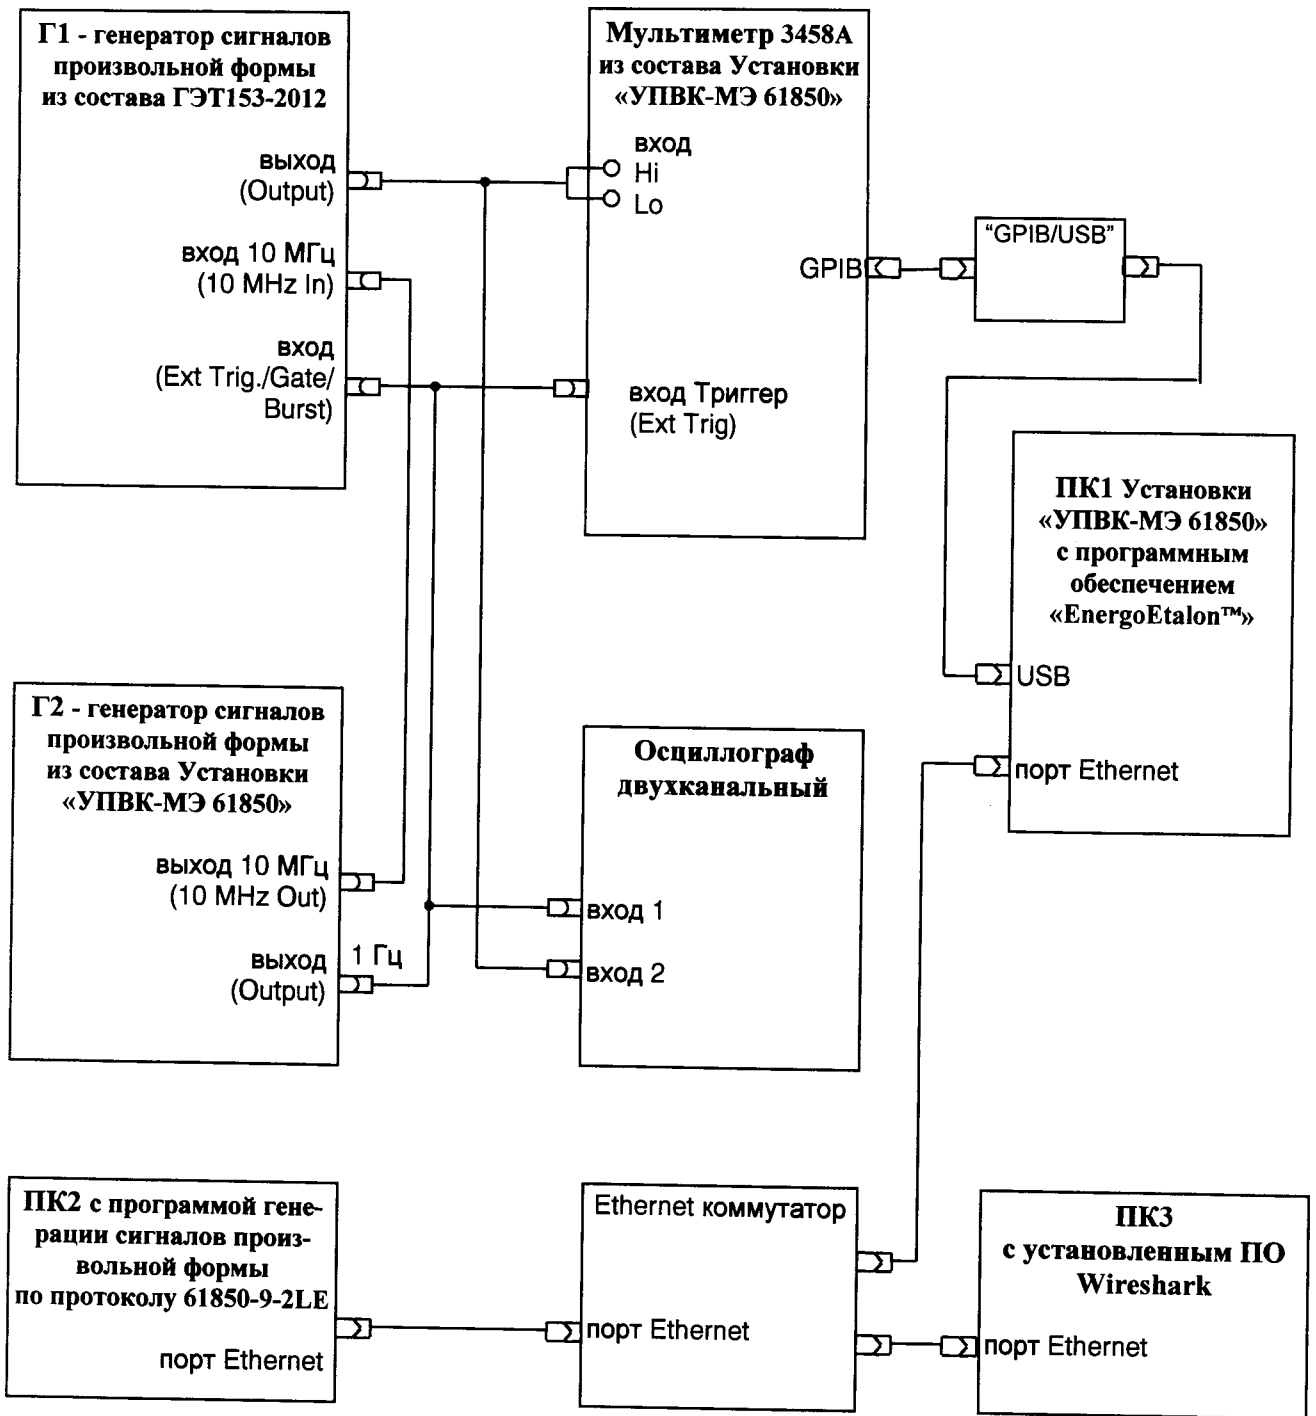 Г1 - генератор сигналов
произвольной формы
из состава ГЭТ153-2012
выход
(Output)
вход 10 МГц
(10 MHz In)
вход
(Ext Trig./Gate/
Burst)
Мультиметр 3458А
из состава Установки
«УПВК-МЭ 61850»
вход
Hi
Lo
GPIB
вход Триггер
(Ext Trig)
“GPIB/USB”
ПК1 Установки
«УПВК-МЭ 61850»
с программным
обеспечением
«EnergoEtalon™»
USB
порт Ethernet
Г2 - генератор сигналов
произвольной формы
из состава Установки
«УПВК-МЭ 61850»
выход 10 МГц
(10 MHz Out)
выход
(Output)
1 Гц
Осциллограф
двухканальный
вход 1
вход 2
ПК2 с программой гене-
рации сигналов произ-
вольной формы
по протоколу 61850-9-2LE
порт Ethernet
Ethernet коммутатор
порт Ethernet
ПК3
с установленным ПО
Wireshark
порт Ethernet